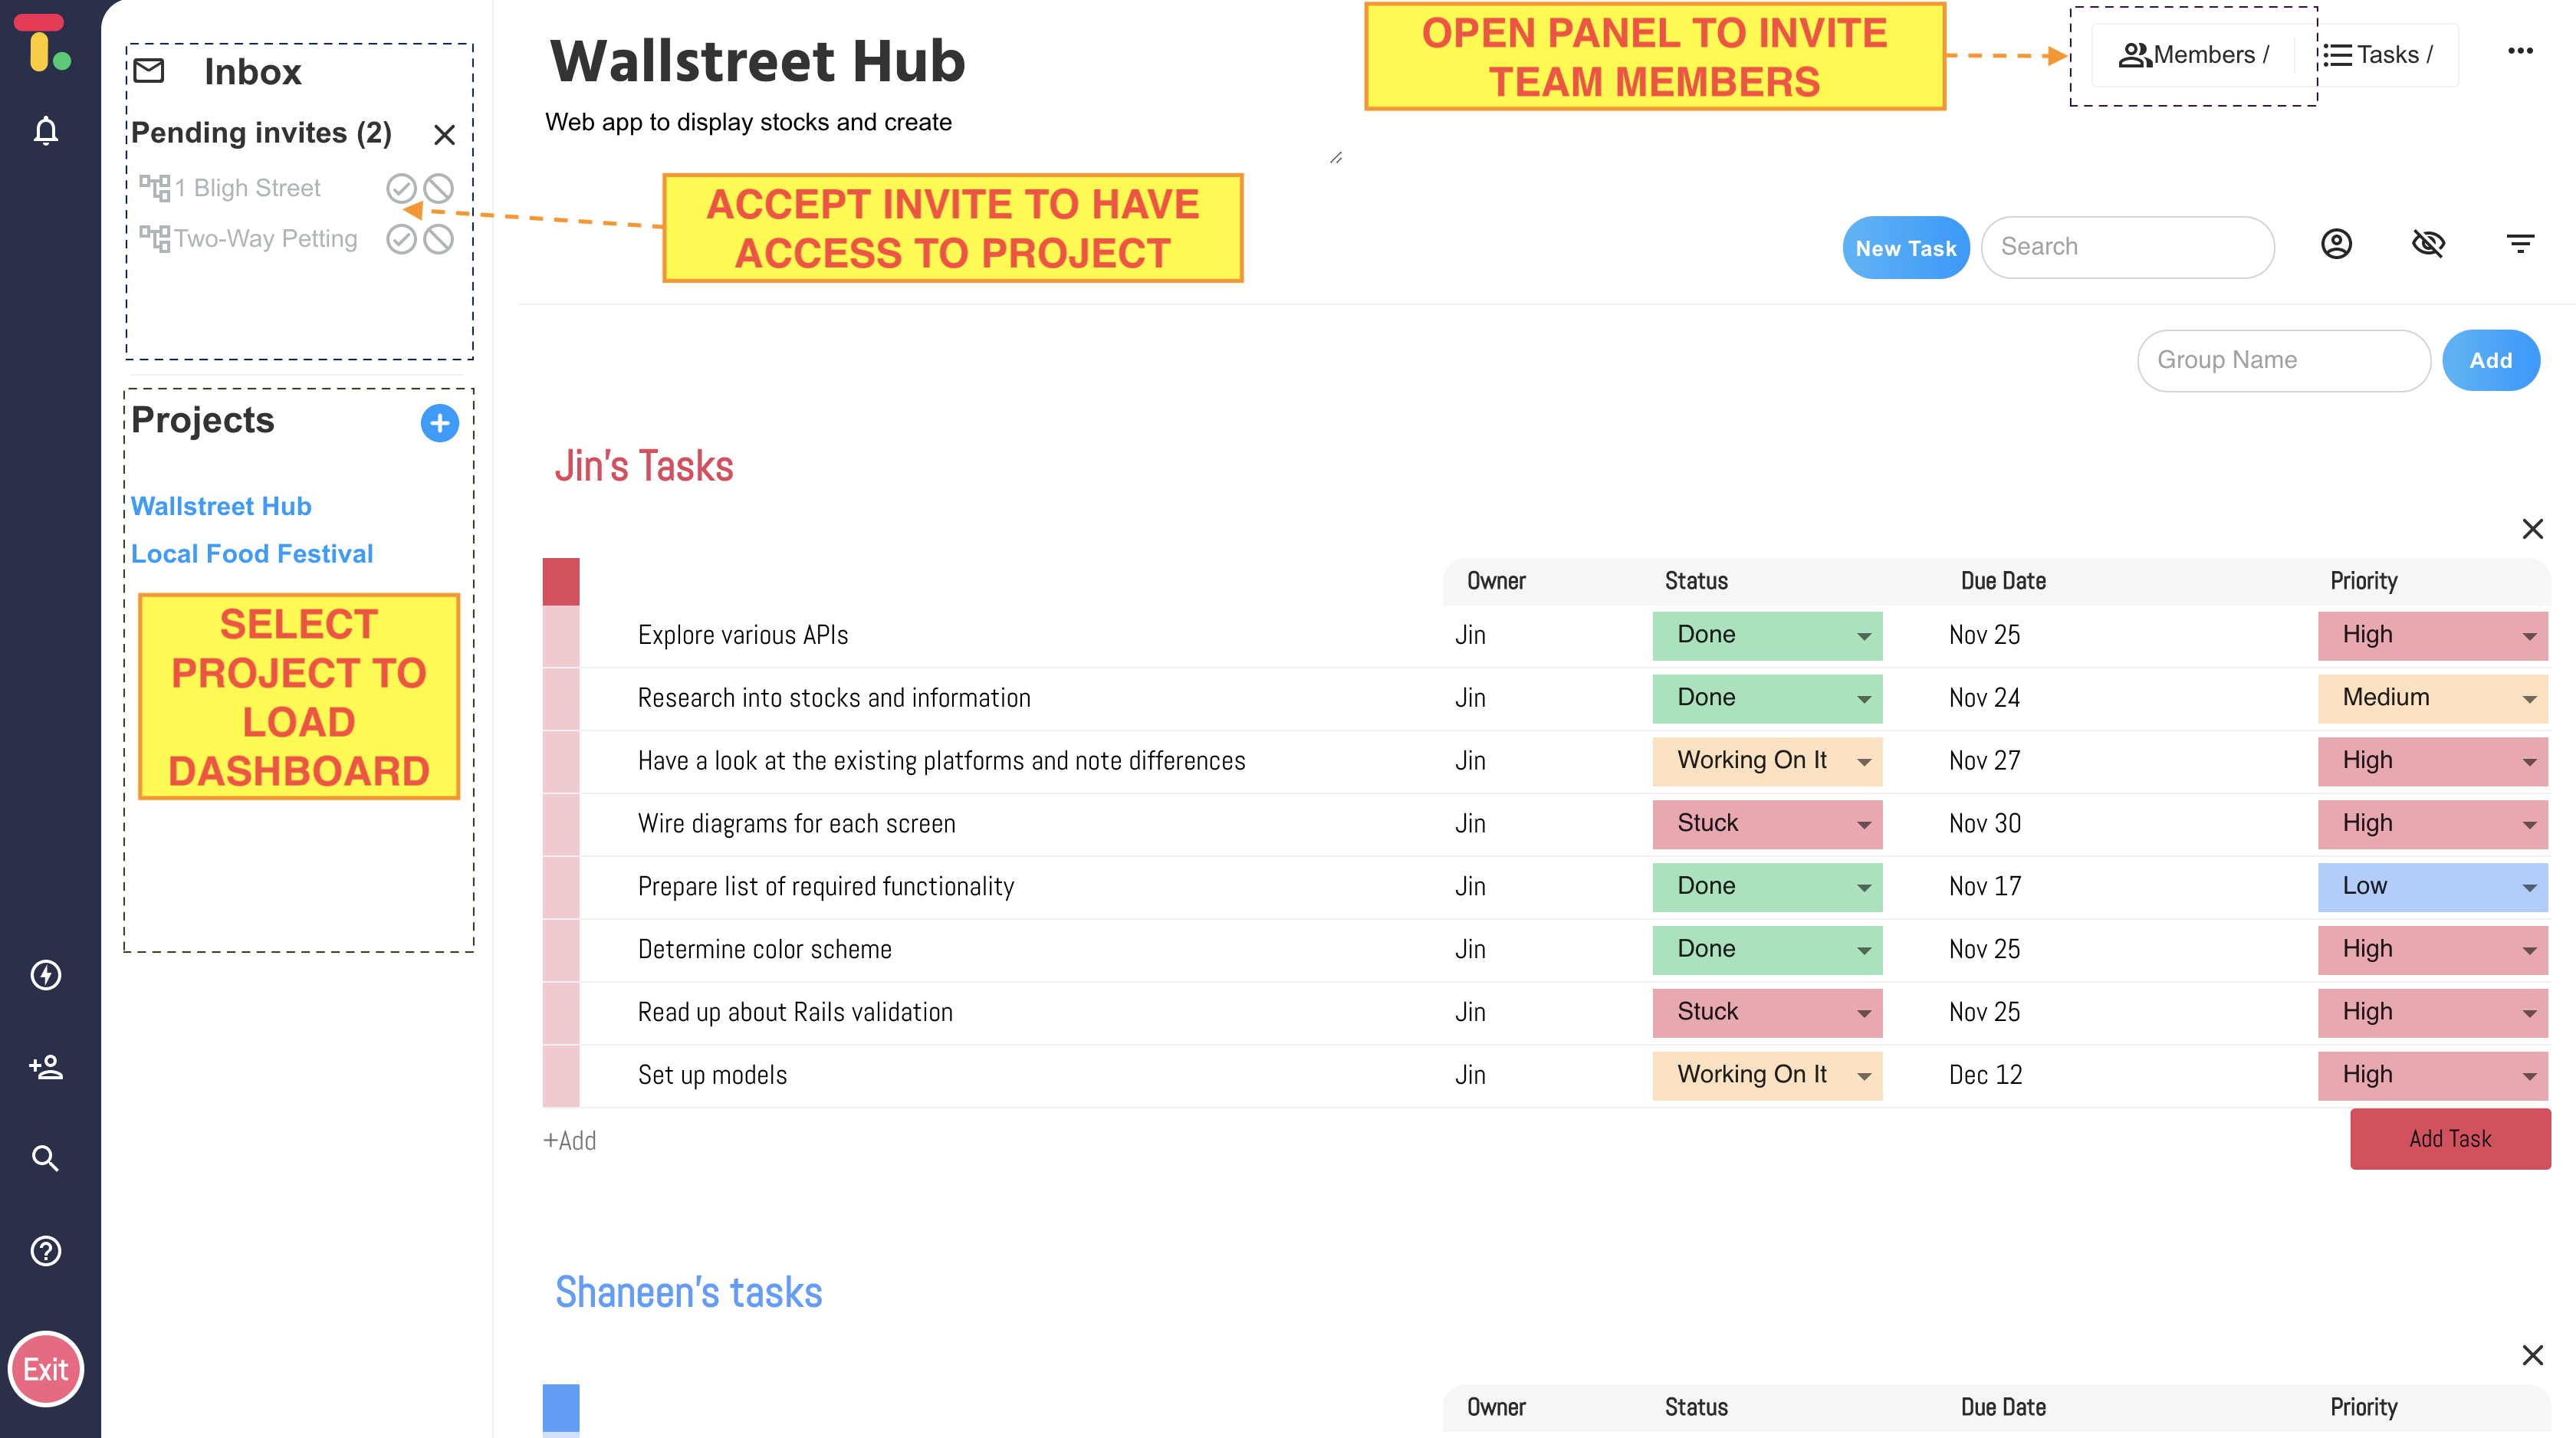 Inbox
Pending invites (2)
1 Bligh Street
Two-Way Petting
Projects
Wallstreet Hub
Local Food Festival
SELECT
PROJECT TO
LOAD
DASHBOARD
Exit
Wallstreet Hub
Web app to display stocks and create
ACCEPT INVITE TO HAVE
ACCESS TO PROJECT
OPEN PANEL TO INVITE
TEAM MEMBERS
Members / Tasks /
New Task Search
Group Name Add
Jin's Tasks
Owner Status Due Date Priority
Explore various APIs Jin Done Nov 25 High
Research into stocks and information Jin Done Nov 24 Medium
Have a look at the existing platforms and note differences Jin Working On It Nov 27 High
Wire diagrams for each screen Jin Stuck Nov 30 High
Prepare list of required functionality Jin Done Nov 17 Low
Determine color scheme Jin Done Nov 25 High
Read up about Rails validation Jin Stuck Nov 25 High
Set up models Jin Working On It Dec 12 High
+Add Add Task
Shaneen's tasks
Owner Status Due Date Priority